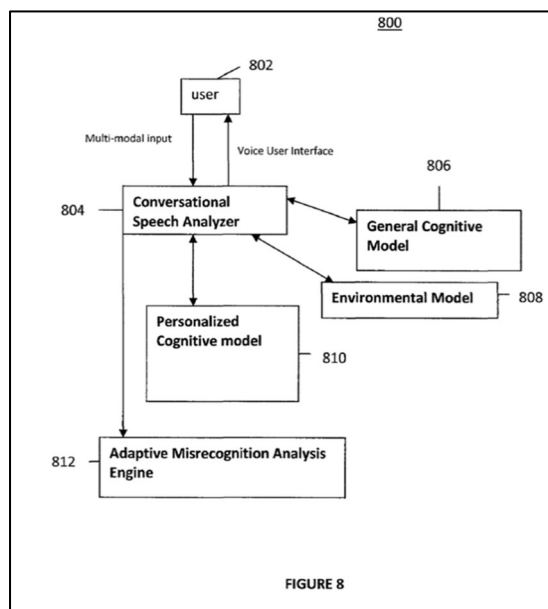 800
802
user
Multi-modal input
Voice User Interface
806
804
Conversational
Speech Analyzer
General Cognitive
Model
Environmental Model
808
Personalized
Cognitive model
810
Adaptive Misrecognition Analysis
Engine
812
FIGURE 8